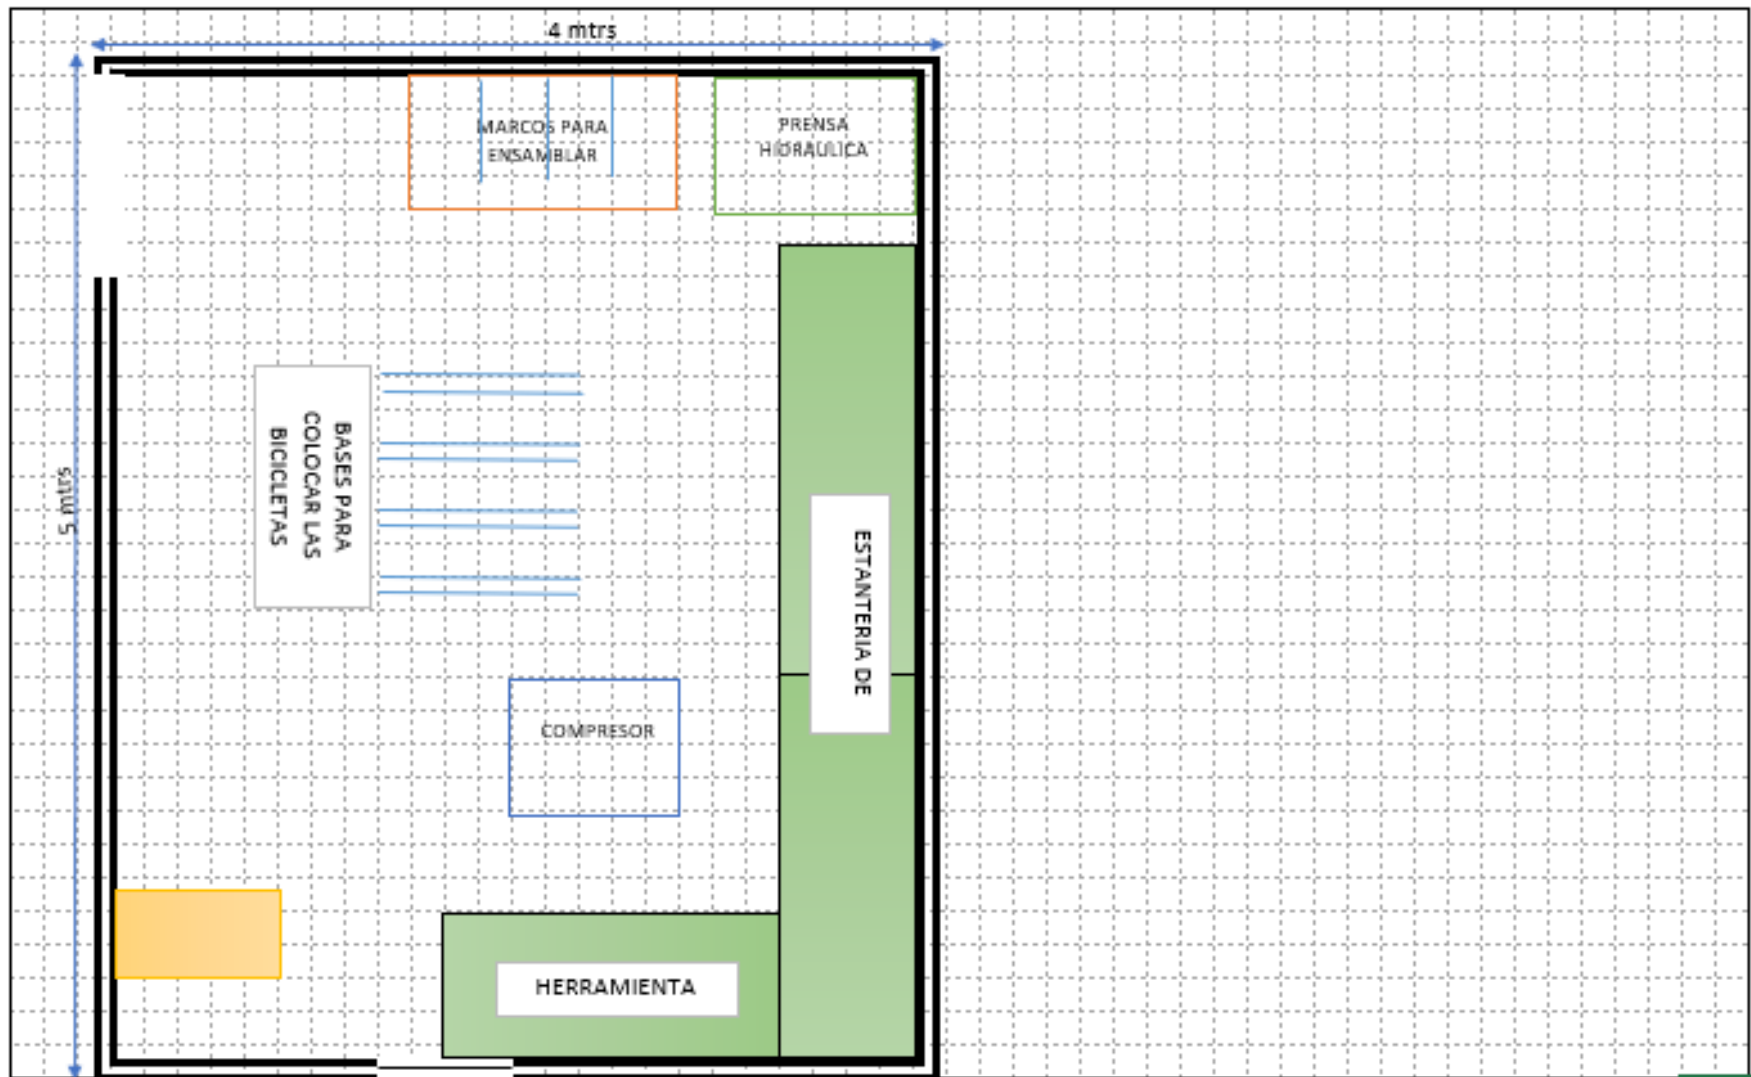 4 mtrs
MARCOS PARA
ENSAMBLAR
PRENSA
HIDRAULICA
5 mtrs
BASES PARA
COLOCAR LAS
BICICLETAS
ESTANTERIA DE
COMPRESOR
HERRAMIENTA